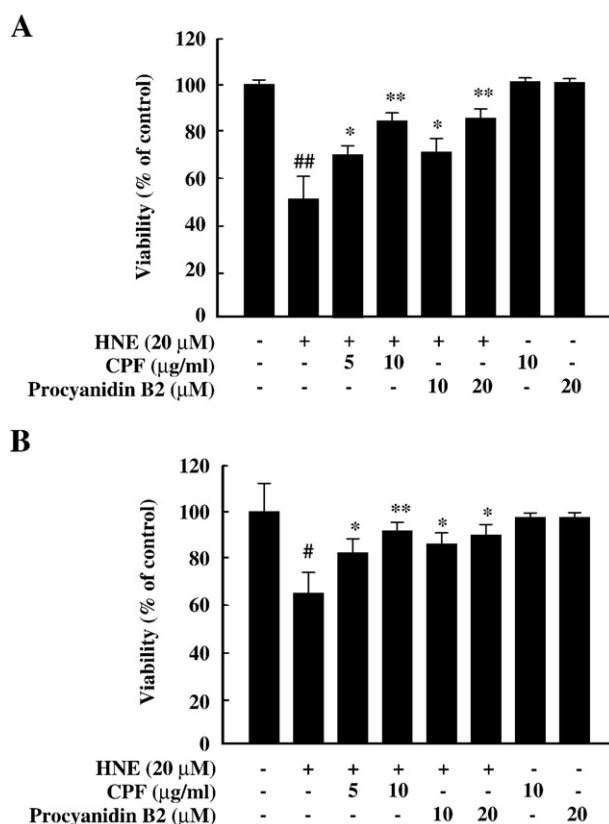 A
120
100
80
60
40
20
0
Viability (% of control)
##
*
**
*
**
HNE (20 μM) - + + + + + - -
CPF (μg/ml) - - 5 10 - - 10 -
Procyanidin B2 (μM) - - - - 10 20 - 20
B
120
100
80
60
40
20
0
Viability (% of control)
#
*
**
*
*
HNE (20 μM) - + + + + + - -
CPF (μg/ml) - - 5 10 - - 10 -
Procyanidin B2 (μM) - - - - 10 20 - 20